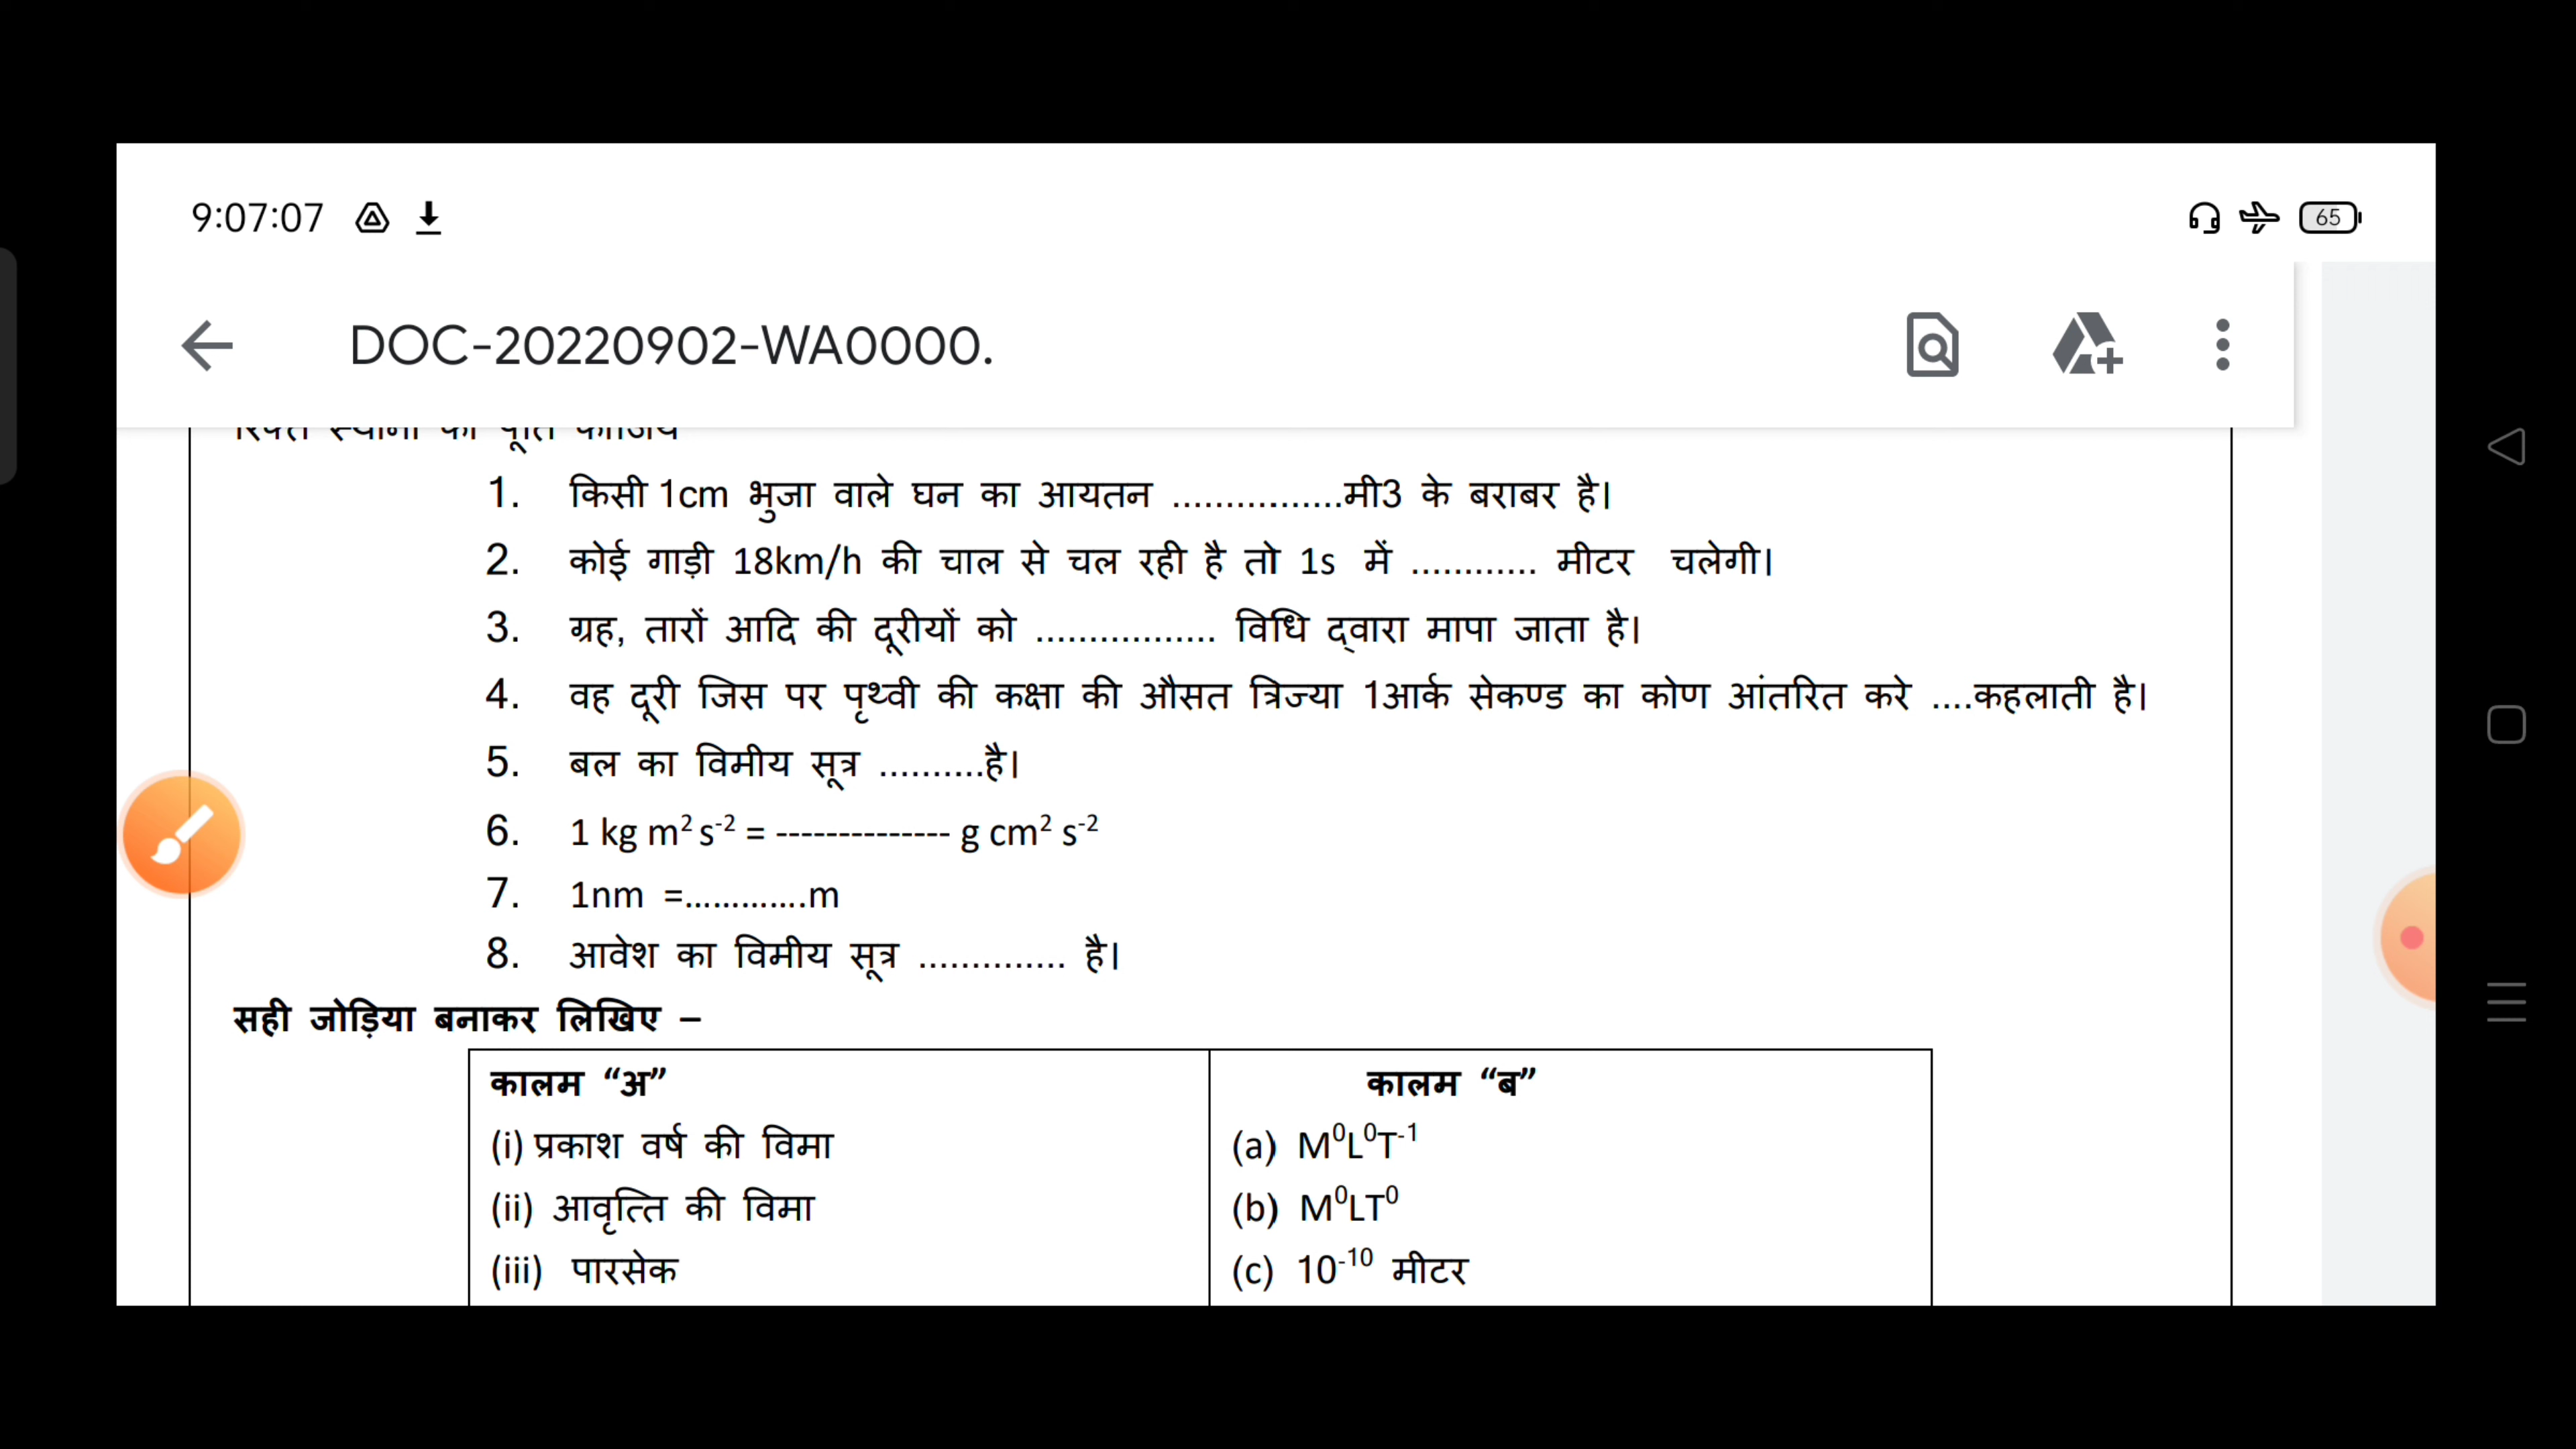 9:07:07 65
DOC-20220902-WA0000.
रिक्त स्थानों की पूर्ति कीजिये
1. किसी 1cm भुजा वाले घन का आयतन ................मी3 के बराबर है।
2. कोई गाड़ी 18km/h की चाल से चल रही है तो 1s में ............ मीटर चलेगी।
3. ग्रह, तारों आदि की दूरीयों को ................. विधि द्वारा मापा जाता है।
4. वह दूरी जिस पर पृथ्वी की कक्षा की औसत त्रिज्या 1आर्क सेकण्ड का कोण आंतरित करे ....कहलाती है।
5. बल का विमीय सूत्र ..........है।
6. 1 kg m² s⁻² = -------------- g cm² s⁻²
7. 1nm =.............m
8. आवेश का विमीय सूत्र .............. है।
सही जोड़िया बनाकर लिखिए –
कालम “अ” कालम “ब”
(i) प्रकाश वर्ष की विमा (a) M⁰L⁰T⁻¹
(ii) आवृत्ति की विमा (b) M⁰LT⁰
(iii) पारसेक (c) 10⁻¹⁰ मीटर